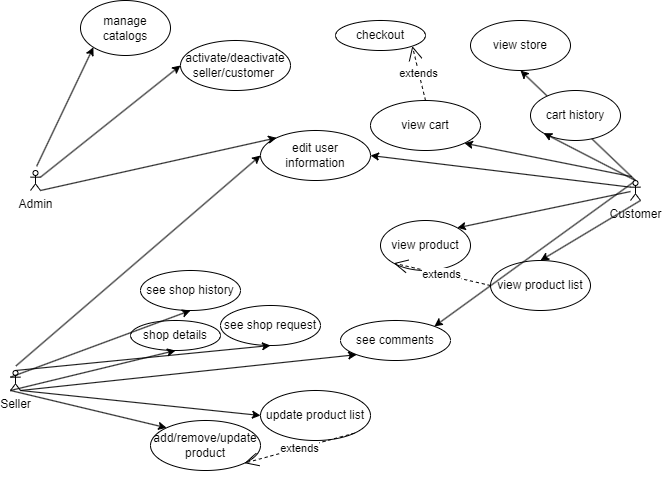 manage
catalogs
checkout
view store
activate/deactivate
seller/customer
extends
cart history
view cart
edit user
information
Admin
Customer
view product
extends
view product list
see shop history
see shop request
shop details
see comments
Seller
update product list
add/remove/update
product
extends